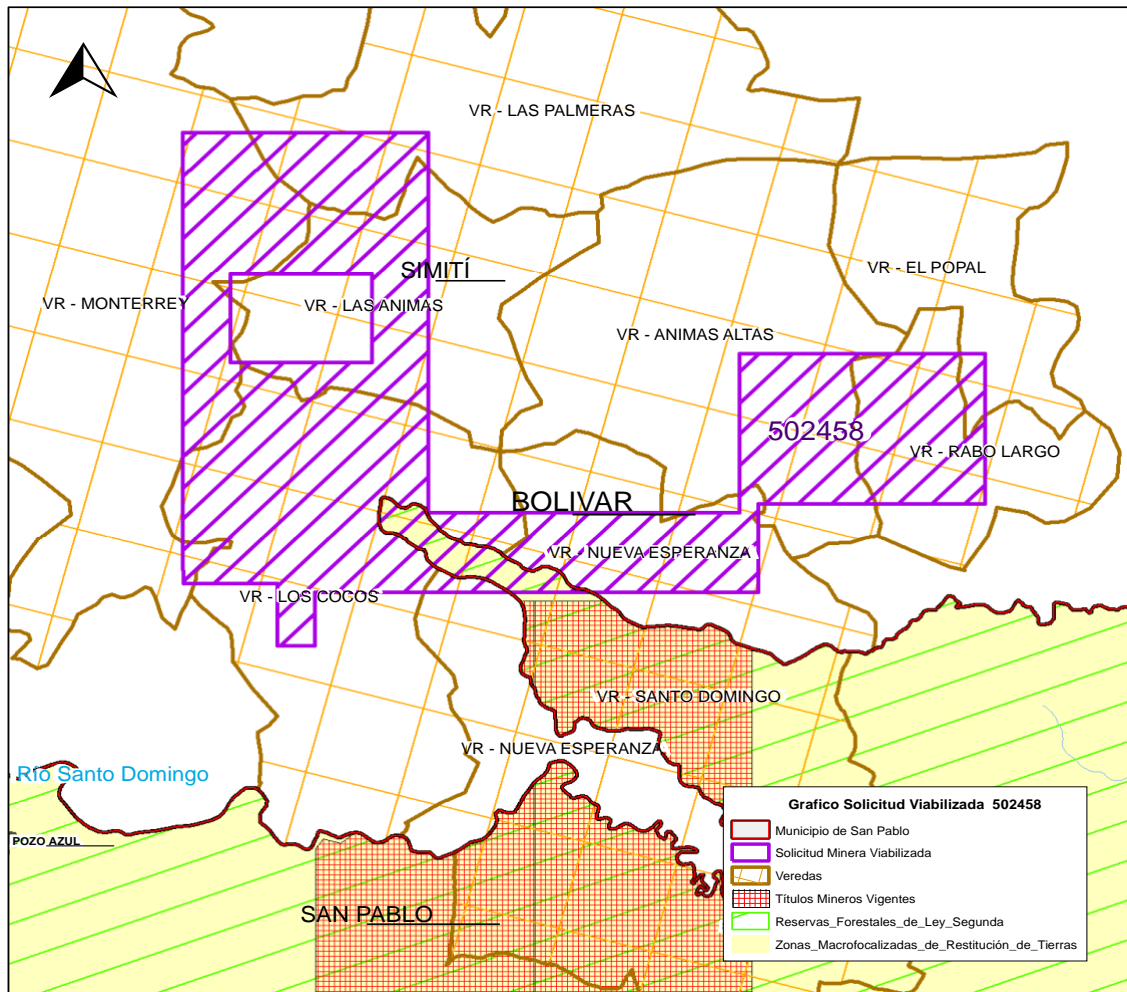 VR - LAS PALMERAS
VR - EL POPAL
SIMITÍ
VR - MONTERREY
VR - LAS ANIMAS
VR - ANIMAS ALTAS
502458
VR - RABO LARGO
BOLIVAR
VR - NUEVA ESPERANZA
VR - LOS COCOS
VR - SANTO DOMINGO
VR - NUEVA ESPERANZA
Río Santo Domingo
POZO AZUL
SAN PABLO
Grafico Solicitud Viabilizada 502458
Municipio de San Pablo
Solicitud Minera Viabilizada
Veredas
Títulos Mineros Vigentes
Reservas_Forestales_de_Ley_Segunda
Zonas_Macrofocalizadas_de_Restitución_de_Tierras